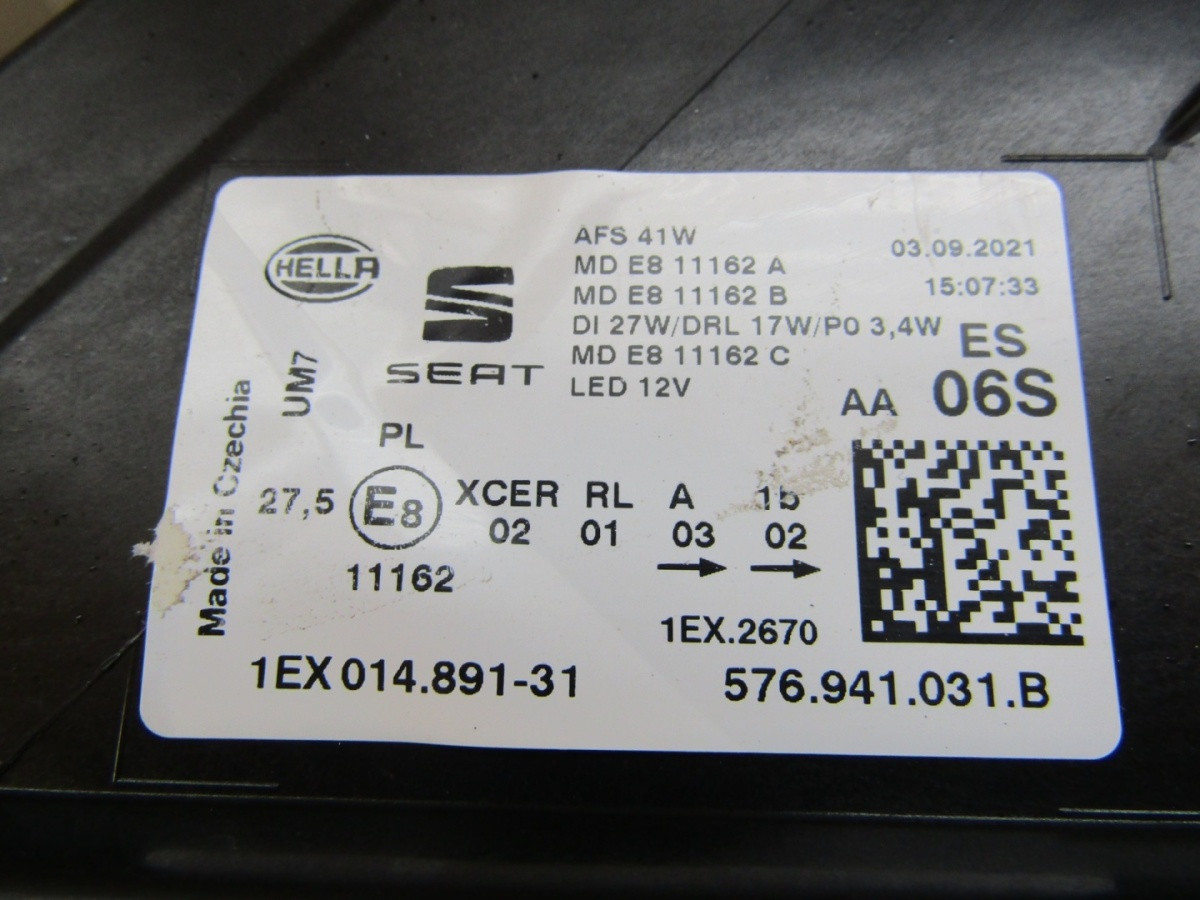 HELLA
SEAT
AFS 41W
MD E8 11162 A
MD E8 11162 B
DI 27W/DRL 17W/P0 3,4W
MD E8 11162 C
LED 12V
03.09.2021
15:07:33
ES
AA 06S
Made in Czechia
UM7
PL
27,5 E8 XCER RL A 1b
02 01 03 02
11162
1EX.2670
1EX 014.891-31
576.941.031.B